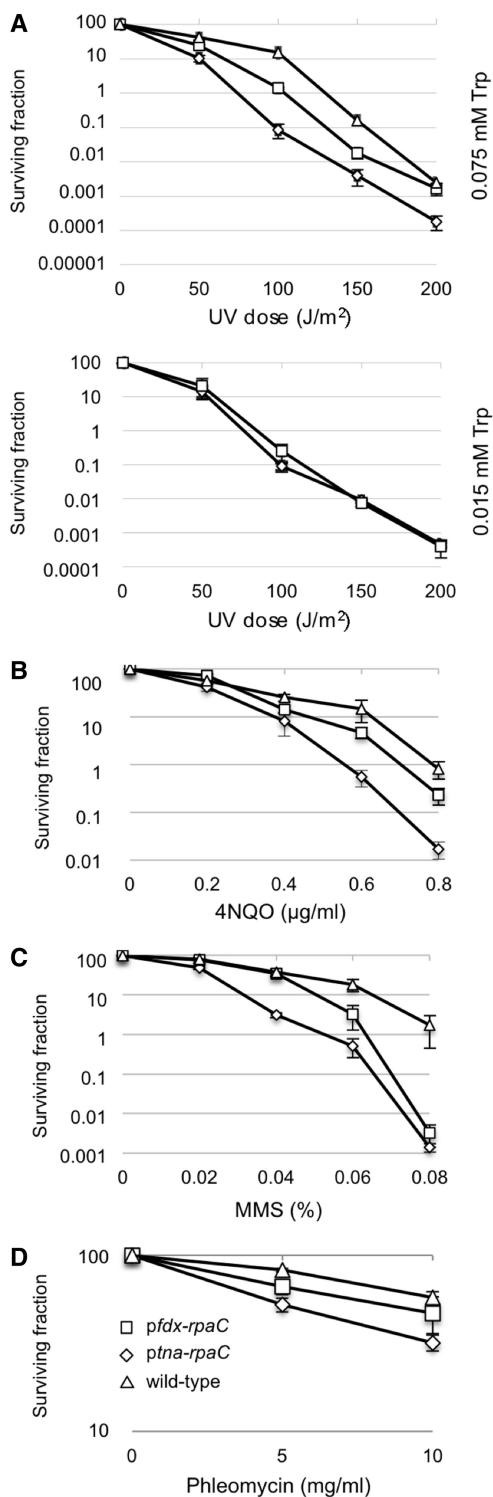 A
100
10
1
0.1
0.01
0.001
0.0001
0.00001
Surviving fraction
0.075 mM Trp
0 50 100 150 200
UV dose (J/m²)
100
10
1
0.1
0.01
0.001
0.0001
Surviving fraction
0.015 mM Trp
0 50 100 150 200
UV dose (J/m²)
B
100
10
1
0.1
0.01
Surviving fraction
0 0.2 0.4 0.6 0.8
4NQO (µg/ml)
C
100
10
1
0.1
0.01
0.001
Surviving fraction
0 0.02 0.04 0.06 0.08
MMS (%)
D
100
10
Surviving fraction
pfdx-rpaC
ptna-rpaC
wild-type
0 5 10
Phleomycin (mg/ml)